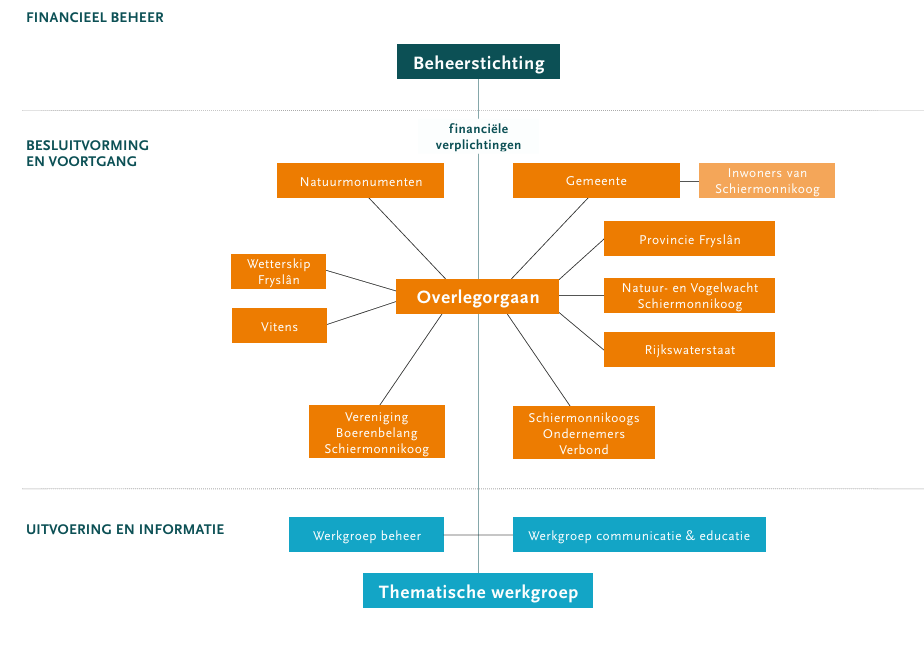 FINANCIEEL BEHEER
Beheerstichting
financiële
verplichtingen
BESLUITVORMING
EN VOORTGANG
Natuurmonumenten
Gemeente
Inwoners van
Schiermonnikoog
Provincie Fryslân
Wetterskip
Fryslân
Overlegorgaan
Natuur- en Vogelwacht
Schiermonnikoog
Vitens
Rijkswaterstaat
Vereniging
Boerenbelang
Schiermonnikoog
Schiermonnikoogs
Ondernemers
Verbond
UITVOERING EN INFORMATIE
Werkgroep beheer
Werkgroep communicatie & educatie
Thematische werkgroep